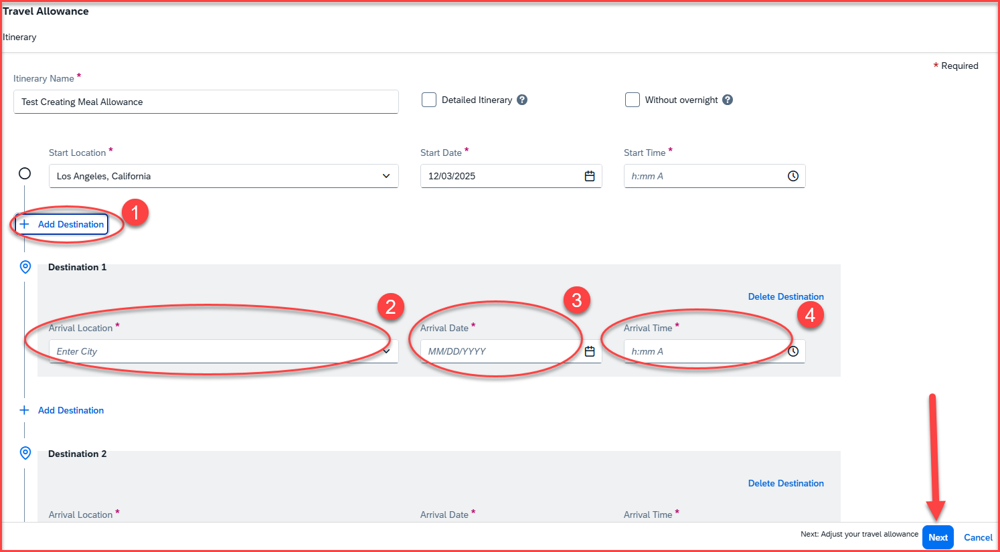 Travel Allowance
Itinerary
* Required
Itinerary Name *
Test Creating Meal Allowance
Detailed Itinerary ?
Without overnight ?
Start Location *
Start Date *
Start Time *
Los Angeles, California
12/03/2025
h:mm A
1
+ Add Destination
Destination 1
Delete Destination
2
3
4
Arrival Location *
Arrival Date *
Arrival Time *
Enter City
MM/DD/YYYY
h:mm A
+ Add Destination
Destination 2
Delete Destination
Arrival Location *
Arrival Date *
Arrival Time *
Next: Adjust your travel allowance
Next
Cancel